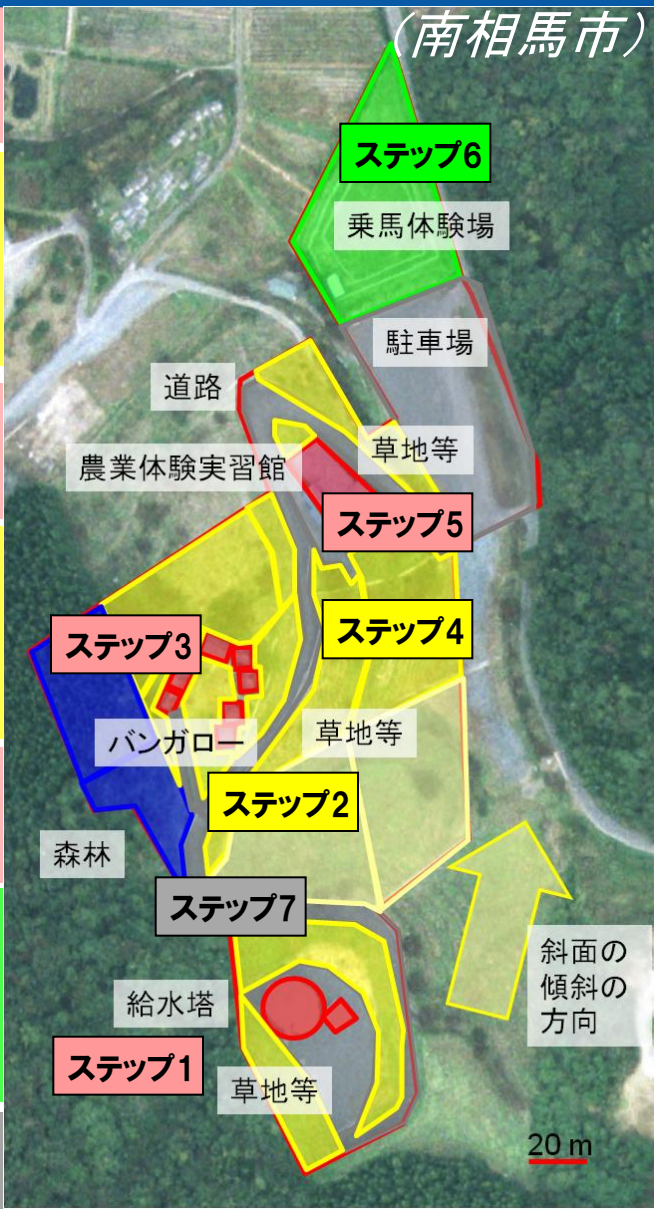 (南相馬市)
ステップ6
乗馬体験場
駐車場
道路
草地等
農業体験実習館
ステップ5
ステップ4
ステップ3
草地等
バンガロー
ステップ2
森林
ステップ7
斜面の
傾斜の
方向
給水塔
ステップ1
草地等
20 m